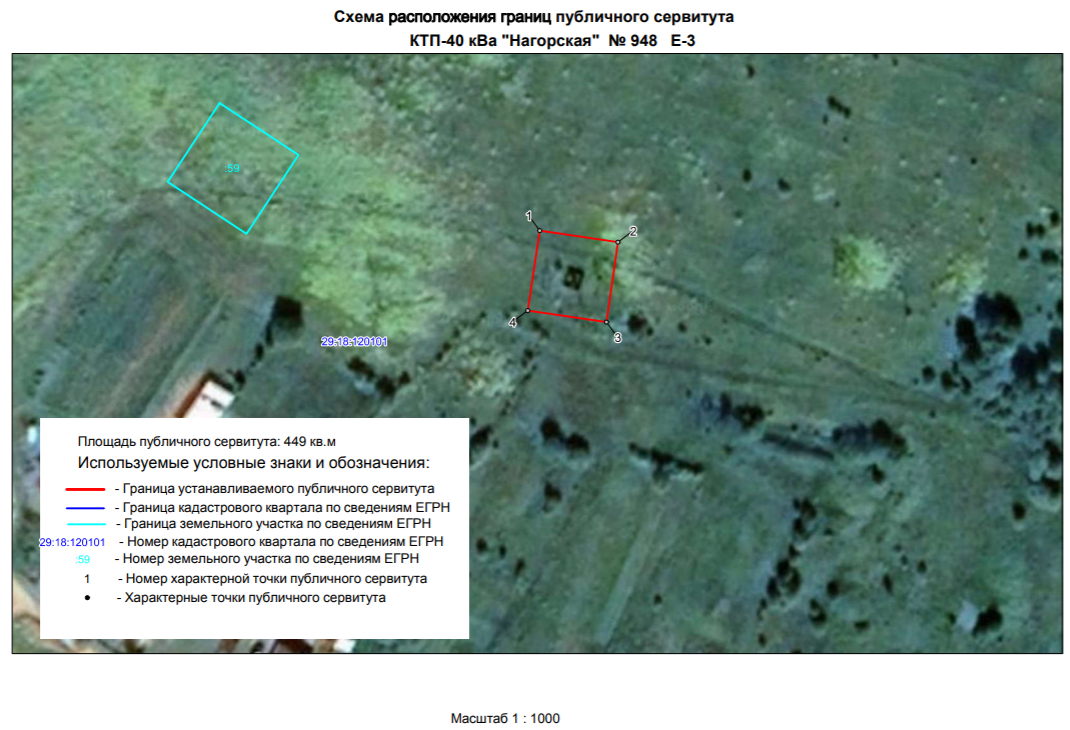 Схема расположения границ публичного сервитута
КТП-40 кВа "Нагорская" № 948 Е-3
:59
1
2
3
4
29:18:120101
Площадь публичного сервитута: 449 кв.м
Используемые условные знаки и обозначения:
- Граница устанавливаемого публичного сервитута
- Граница кадастрового квартала по сведениям ЕГРН
- Граница земельного участка по сведениям ЕГРН
29:18:120101 - Номер кадастрового квартала по сведениям ЕГРН
:59 - Номер земельного участка по сведениям ЕГРН
1 - Номер характерной точки публичного сервитута
- Характерные точки публичного сервитута
Масштаб 1 : 1000